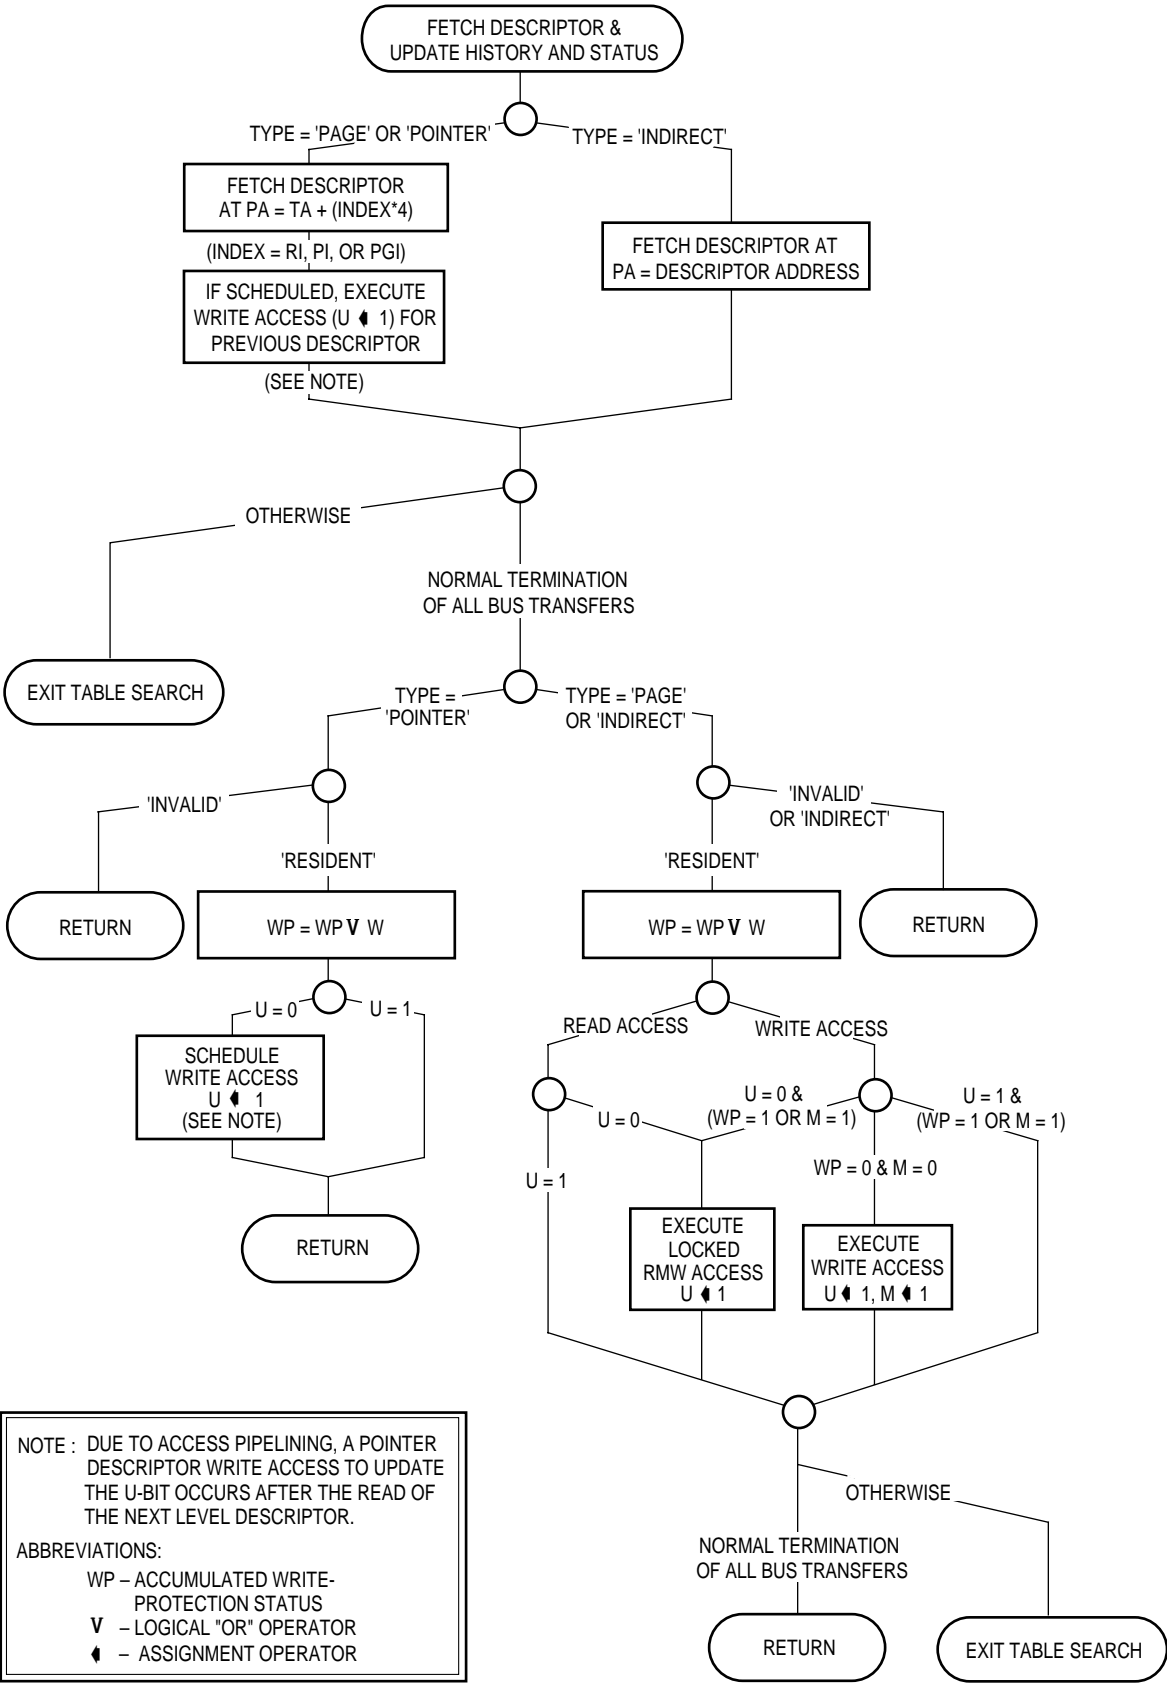 FETCH DESCRIPTOR &
UPDATE HISTORY AND STATUS
TYPE = 'PAGE' OR 'POINTER'
TYPE = 'INDIRECT'
FETCH DESCRIPTOR
AT PA = TA + (INDEX*4)
(INDEX = RI, PI, OR PGI)
FETCH DESCRIPTOR AT
PA = DESCRIPTOR ADDRESS
IF SCHEDULED, EXECUTE
WRITE ACCESS (U ⬧ 1) FOR
PREVIOUS DESCRIPTOR
(SEE NOTE)
OTHERWISE
NORMAL TERMINATION
OF ALL BUS TRANSFERS
EXIT TABLE SEARCH
TYPE =
'POINTER'
TYPE = 'PAGE'
OR 'INDIRECT'
'INVALID'
'INVALID'
OR 'INDIRECT'
'RESIDENT'
'RESIDENT'
RETURN
WP = WP V W
WP = WP V W
RETURN
U = 0
U = 1
READ ACCESS
WRITE ACCESS
SCHEDULE
WRITE ACCESS
U ⬧ 1
(SEE NOTE)
U = 0
U = 0 &
(WP = 1 OR M = 1)
U = 1 &
(WP = 1 OR M = 1)
U = 1
WP = 0 & M = 0
RETURN
EXECUTE
LOCKED
RMW ACCESS
U ⬧ 1
EXECUTE
WRITE ACCESS
U ⬧ 1, M ⬧ 1
NOTE : DUE TO ACCESS PIPELINING, A POINTER
DESCRIPTOR WRITE ACCESS TO UPDATE
THE U-BIT OCCURS AFTER THE READ OF
THE NEXT LEVEL DESCRIPTOR.
ABBREVIATIONS:
WP – ACCUMULATED WRITE-
PROTECTION STATUS
V – LOGICAL "OR" OPERATOR
⬧ – ASSIGNMENT OPERATOR
OTHERWISE
NORMAL TERMINATION
OF ALL BUS TRANSFERS
RETURN
EXIT TABLE SEARCH